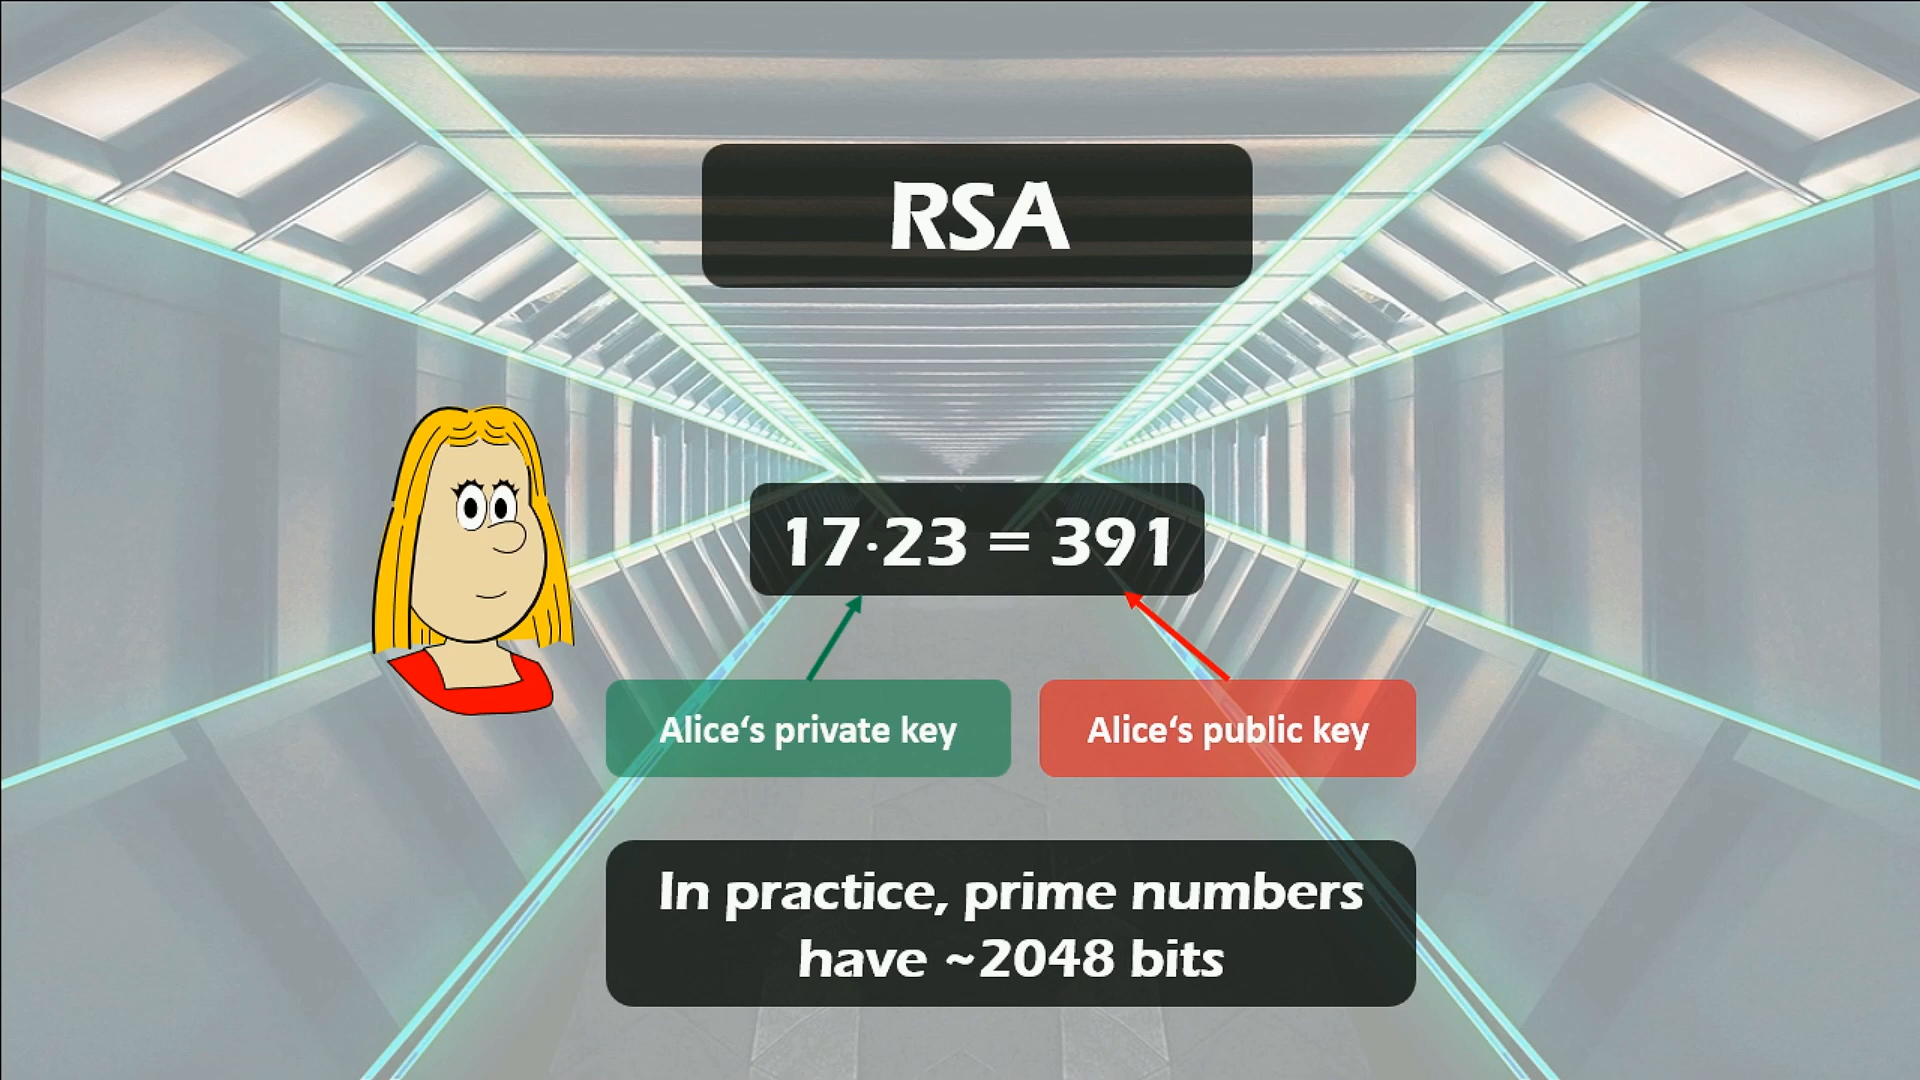 RSA
17·23 = 391
Alice‘s private key
Alice‘s public key
In practice, prime numbers
have ~2048 bits